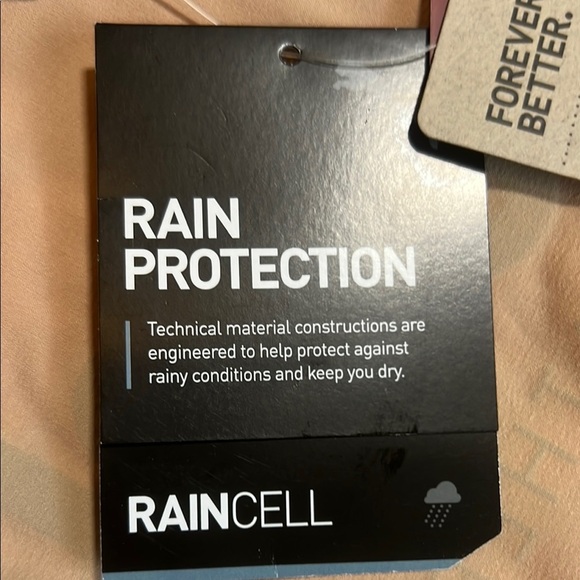 FOREVER
BETTER.
RAIN
PROTECTION
Technical material constructions are
engineered to help protect against
rainy conditions and keep you dry.
RAINCELL